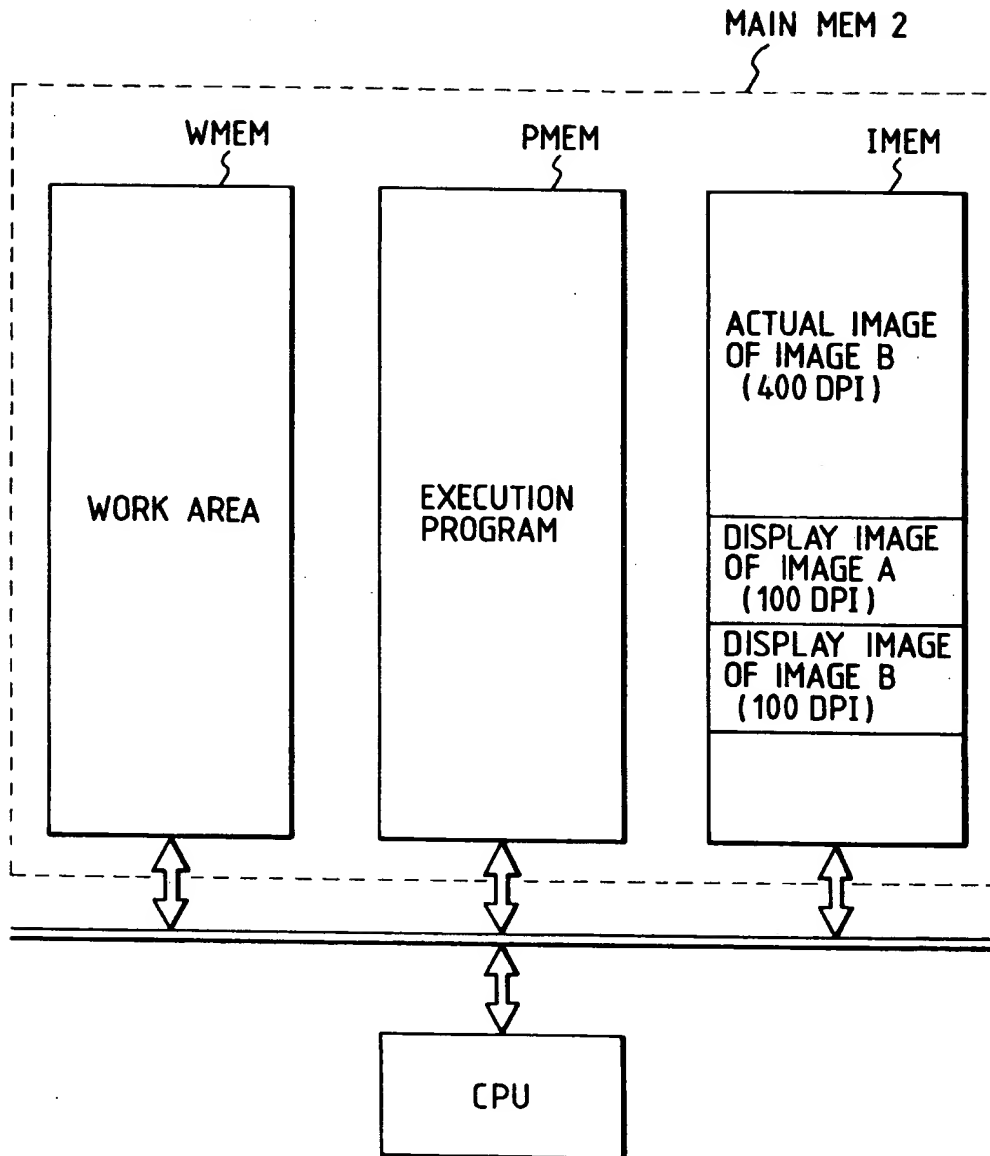 MAIN MEM 2
WMEM
PMEM
IMEM
WORK AREA
EXECUTION
PROGRAM
ACTUAL IMAGE
OF IMAGE B
(400 DPI)
DISPLAY IMAGE
OF IMAGE A
(100 DPI)
DISPLAY IMAGE
OF IMAGE B
(100 DPI)
CPU